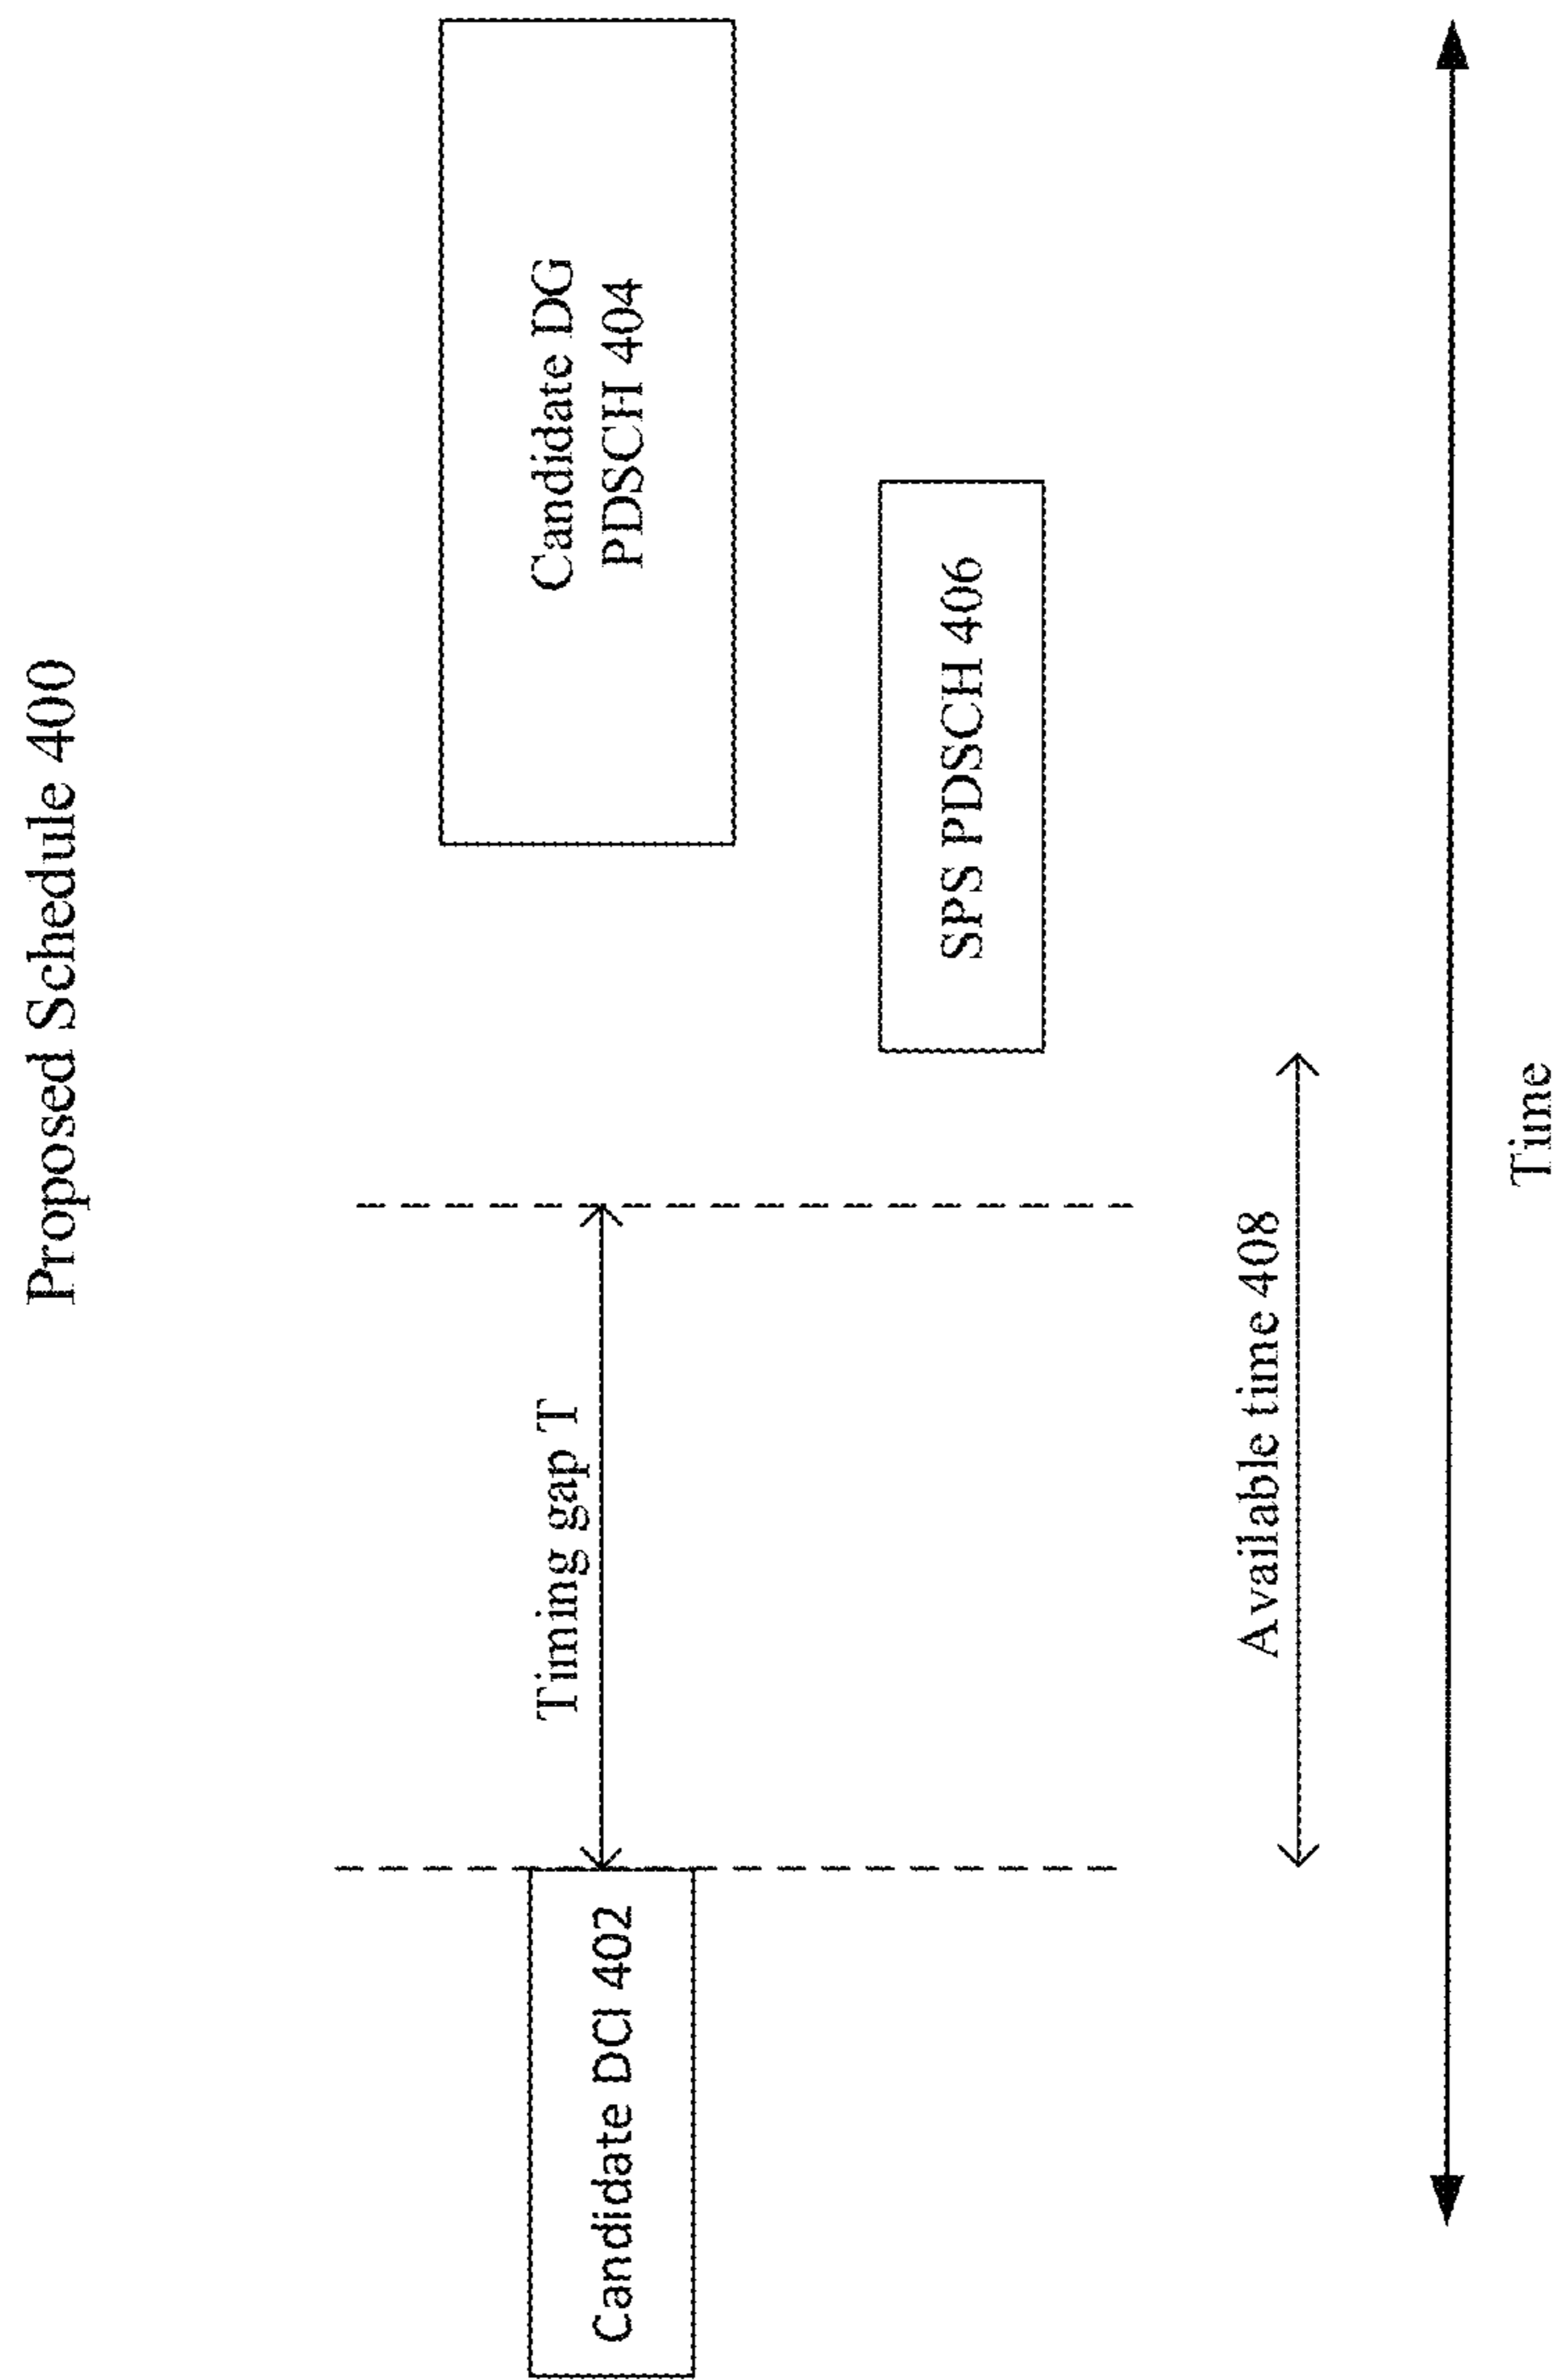 Proposed Schedule 400
Candidate DCI 402
Timing gap T
Candidate DG
PDSCH 404
SPS PDSCH 406
Available time 408
Time